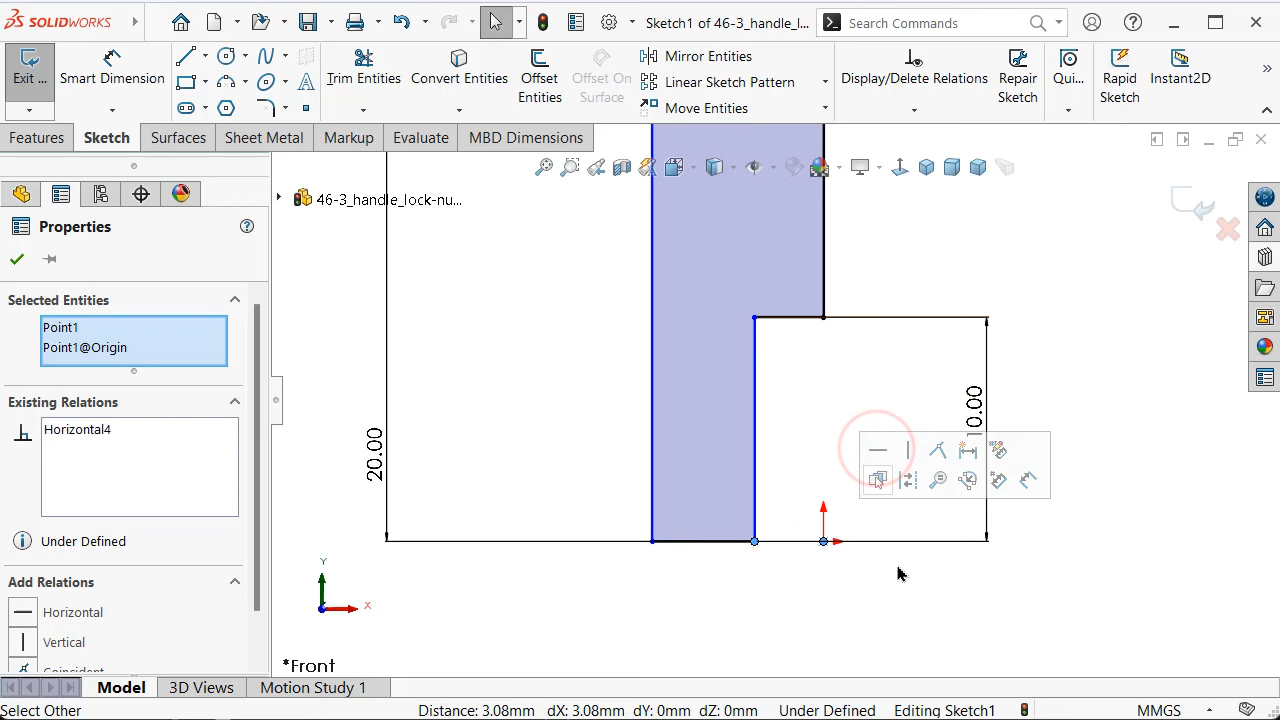 SOLIDWORKS
Sketch1 of 46-3_handle_l...
Search Commands
Exit ...
Smart Dimension
Trim Entities
Convert Entities
Offset Entities
Offset On Surface
Mirror Entities
Linear Sketch Pattern
Move Entities
Display/Delete Relations
Repair Sketch
Qui...
Rapid Sketch
Instant2D
Features
Sketch
Surfaces
Sheet Metal
Markup
Evaluate
MBD Dimensions
46-3_handle_lock-nu...
Properties
Selected Entities
Point1
Point1@Origin
Existing Relations
Horizontal4
Under Defined
Add Relations
Horizontal
Vertical
Coincident
20.00
0.00
Y
X
*Front
Model
3D Views
Motion Study 1
Select Other
Distance: 3.08mm dX: 3.08mm dY: 0mm dZ: 0mm
Under Defined
Editing Sketch1
MMGS